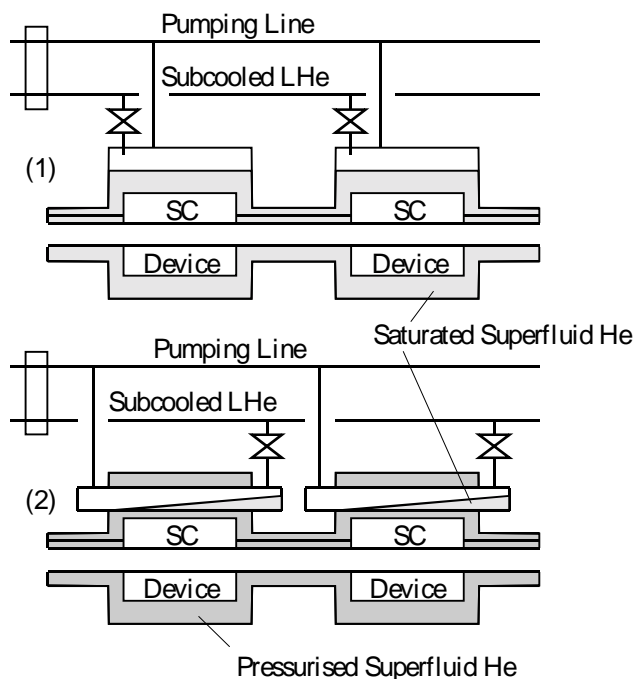 Pumping Line
Subcooled LHe
(1)
SC
SC
Device
Device
Saturated Superfluid He
Pumping Line
Subcooled LHe
(2)
SC
SC
Device
Device
Pressurised Superfluid He